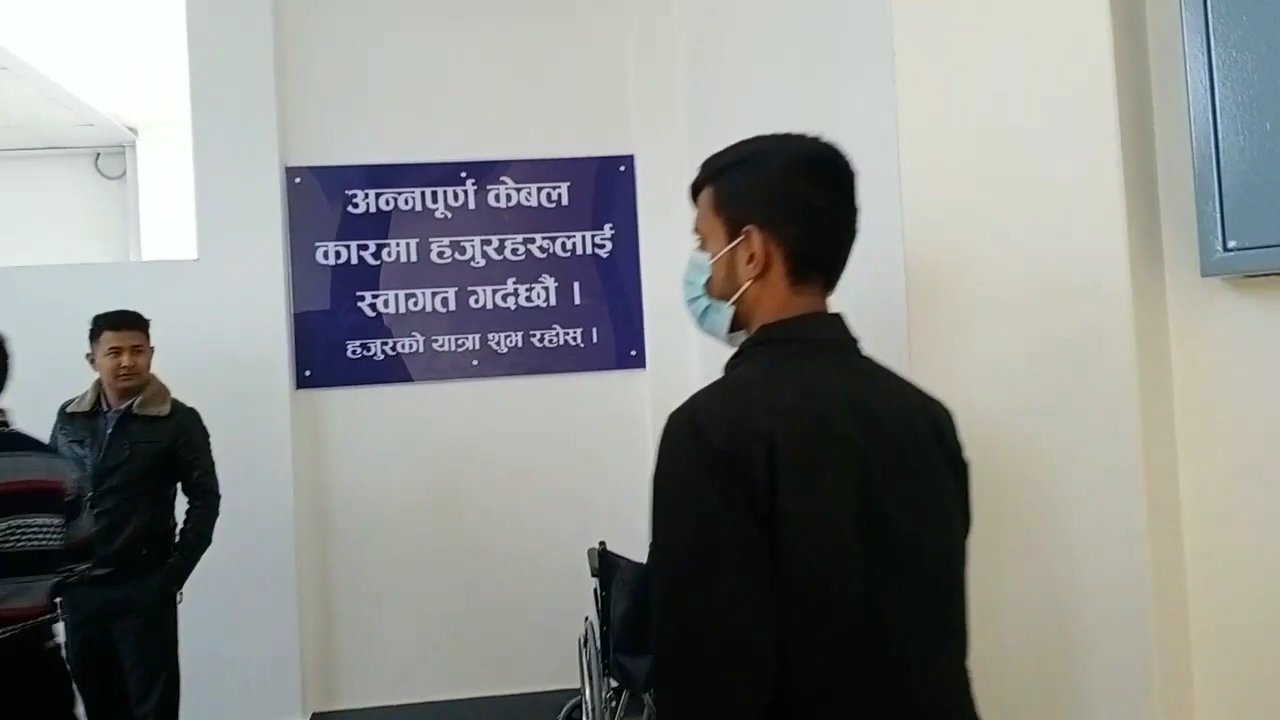 अन्नपूर्ण केबल
कारमा हजुरहरुलाई
स्वागत गर्दछौं ।
हजुरको यात्रा शुभ रहोस् ।